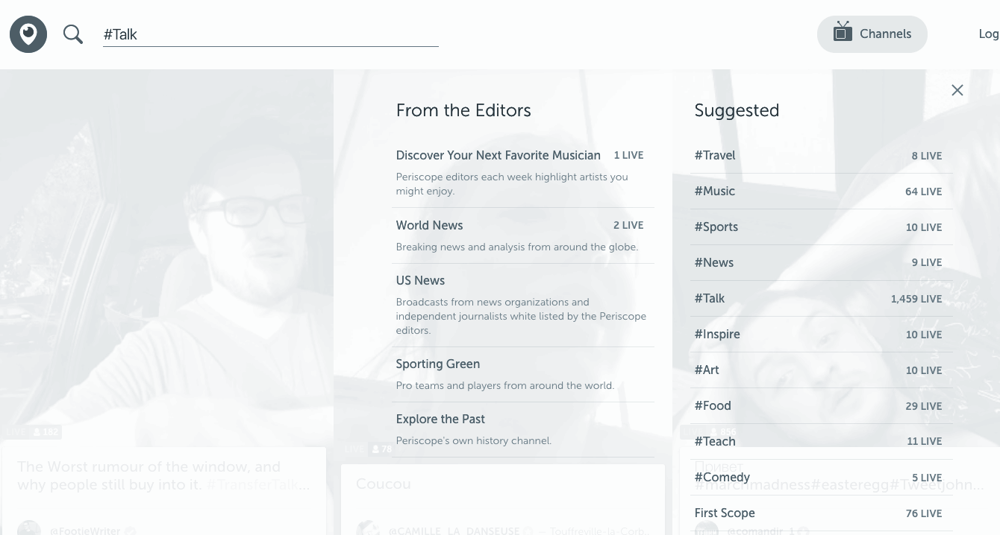 #Talk
Channels
Log
From the Editors
Discover Your Next Favorite Musician 1 LIVE
Periscope editors each week highlight artists you
might enjoy.
World News 2 LIVE
Breaking news and analysis from around the globe.
US News
Broadcasts from news organizations and
independent journalists white listed by the Periscope
editors.
Sporting Green
Pro teams and players from around the world.
Explore the Past
Periscope's own history channel.
Suggested
#Travel 8 LIVE
#Music 64 LIVE
#Sports 10 LIVE
#News 9 LIVE
#Talk 1,459 LIVE
#Inspire 10 LIVE
#Art 10 LIVE
#Food 29 LIVE
#Teach 11 LIVE
#Comedy 5 LIVE
First Scope 76 LIVE
LIVE 182
The Worst rumour of the window, and
why people still buy into it. #TransferTalk...
@FootieWriter
LIVE 78
Coucou
@CAMILLE_LA_DANSEUSE — Touffreville-la-Corb...
856
Привет
#marchmadness#easteregg#Tweetjohn...
@comandir_1